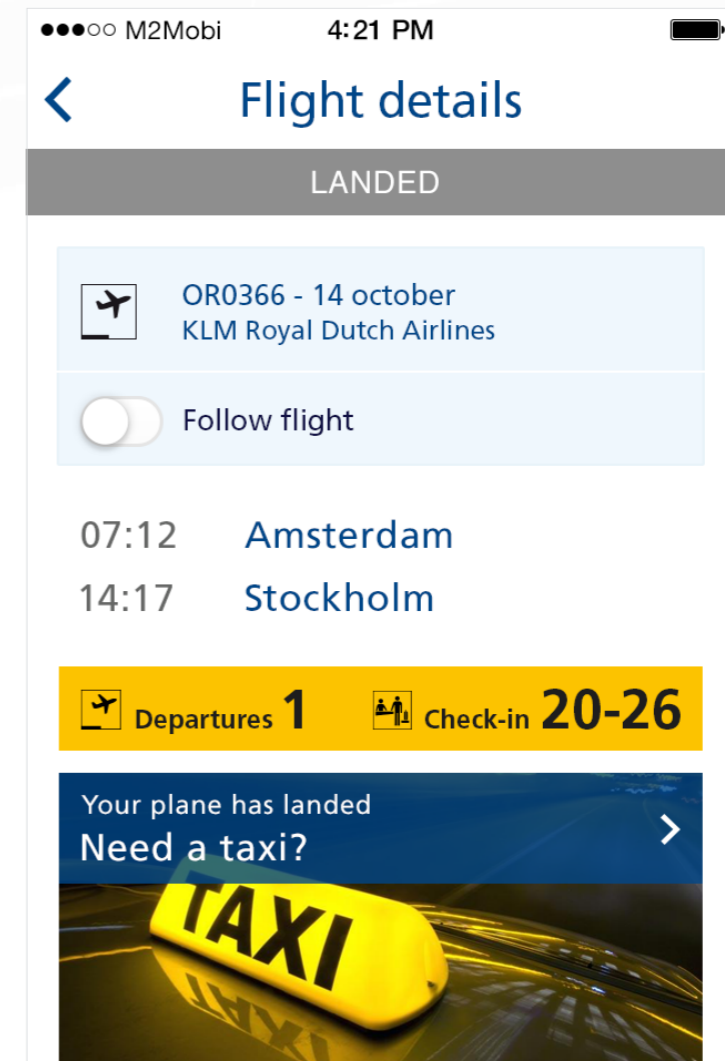 M2Mobi 4:21 PM
Flight details
LANDED
OR0366 - 14 october
KLM Royal Dutch Airlines
Follow flight
07:12 Amsterdam
14:17 Stockholm
Departures 1 Check-in 20-26
Your plane has landed
Need a taxi?
TAXI
TAXI